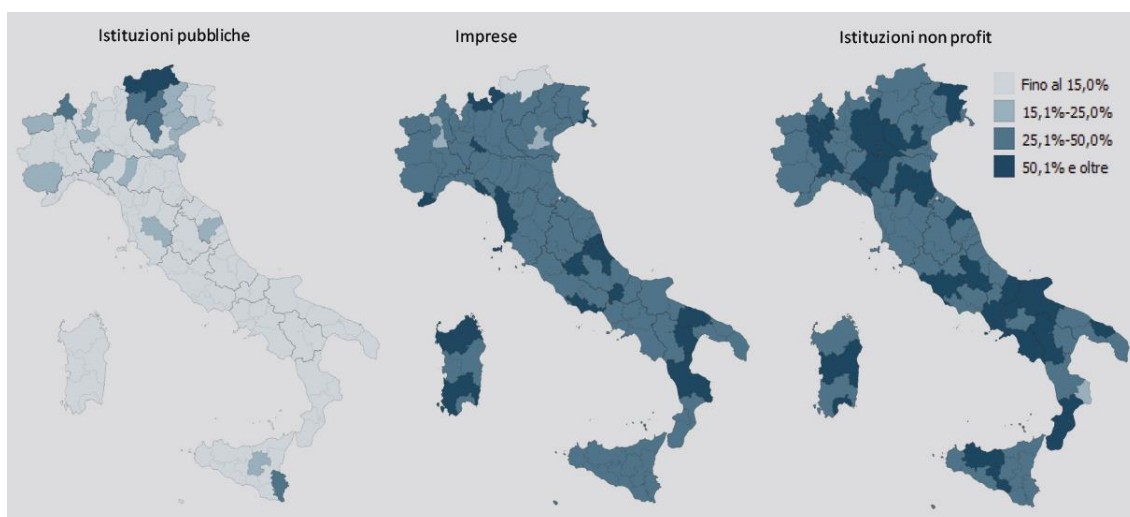 Istituzioni pubbliche
Imprese
Istituzioni non profit
Fino al 15,0%
15,1%-25,0%
25,1%-50,0%
50,1% e oltre